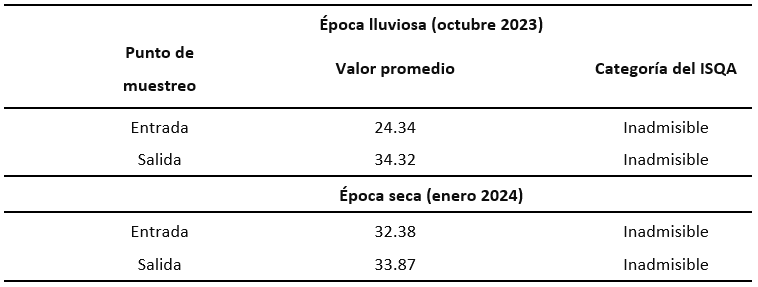 Época lluviosa (octubre 2023)
Punto de muestreo Valor promedio Categoría del ISQA
Entrada 24.34 Inadmisible
Salida 34.32 Inadmisible
Época seca (enero 2024)
Entrada 32.38 Inadmisible
Salida 33.87 Inadmisible